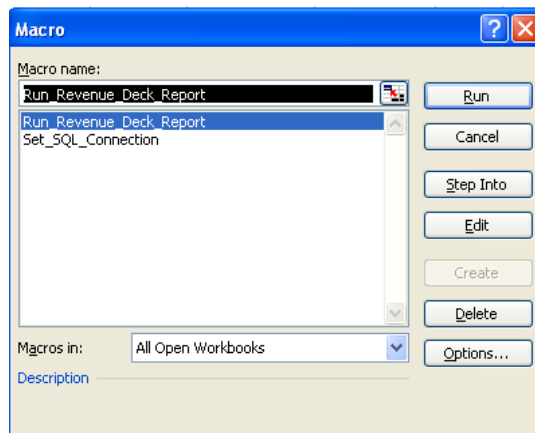 Macro
?
Macro name:
Run_Revenue_Deck_Report
Run_Revenue_Deck_Report
Set_SQL_Connection
Run
Cancel
Step Into
Edit
Create
Delete
Options...
Macros in:
All Open Workbooks
Description